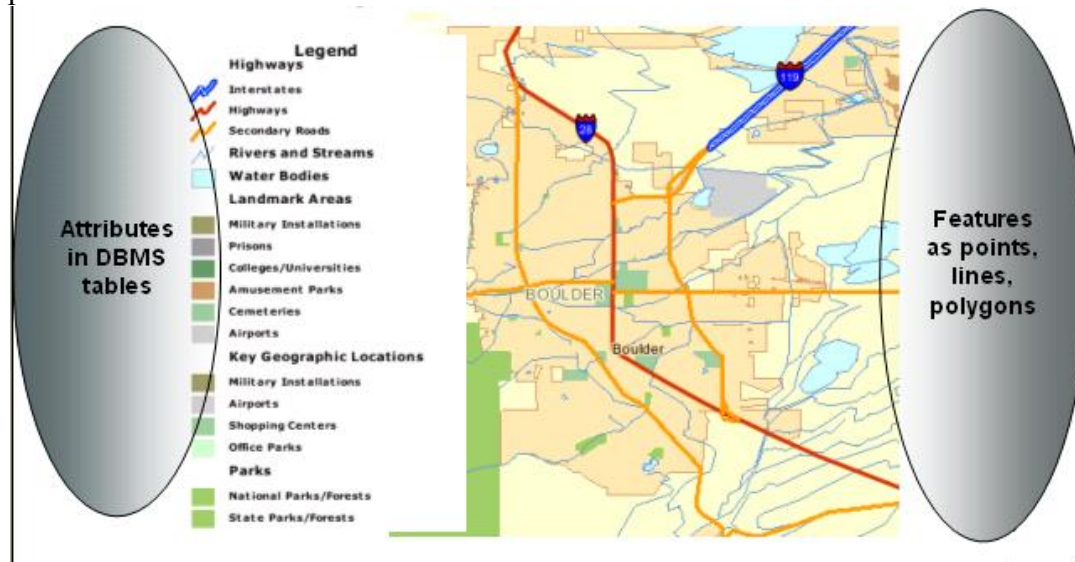 Attributes
in DBMS
tables
Legend
Highways
Interstates
Highways
Secondary Roads
Rivers and Streams
Water Bodies
Landmark Areas
Military Installations
Prisons
Colleges/Universities
Amusement Parks
Cemeteries
Airports
Key Geographic Locations
Military Installations
Airports
Shopping Centers
Office Parks
Parks
National Parks/Forests
State Parks/Forests
119
28
BOULDER
Boulder
Features
as points,
lines,
polygons